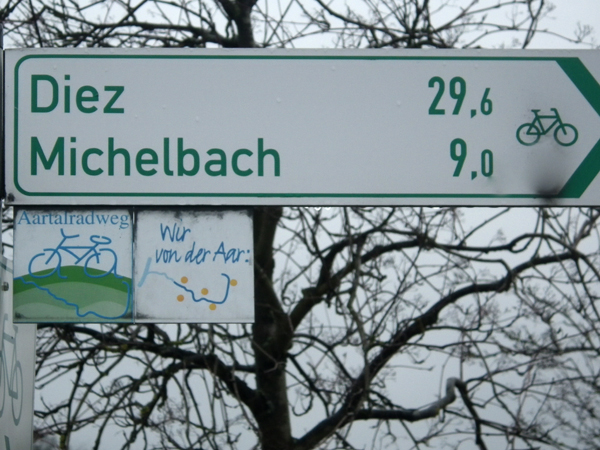 Diez 29,6
Michelbach 9,0
Aartalradweg
Wir
von der Aar: